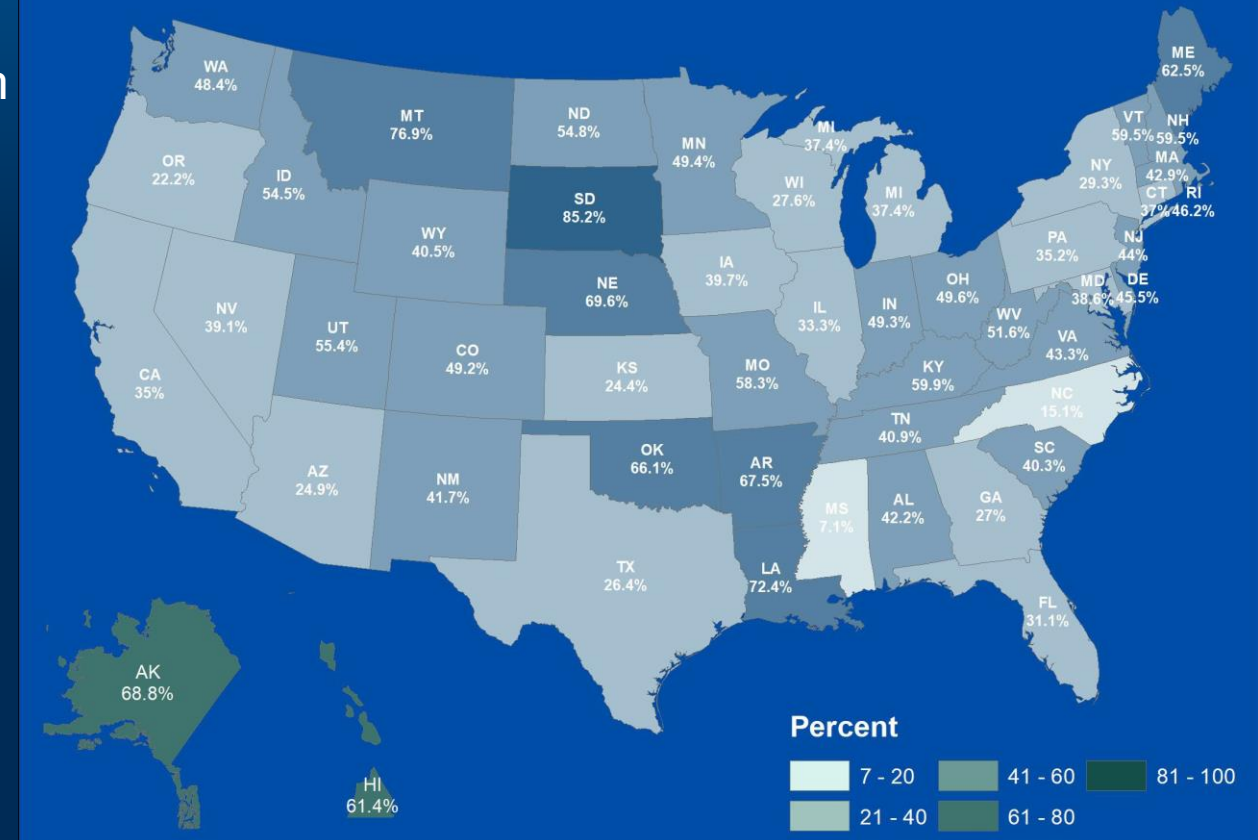 n
WA
48.4%
MT
76.9%
ND
54.8%
MN
49.4%
MI
37.4%
ME
62.5%
VT
59.5%
NH
59.5%
OR
22.2%
ID
54.5%
SD
85.2%
WI
27.6%
MI
37.4%
NY
29.3%
MA
42.9%
CT
37%
RI
46.2%
WY
40.5%
IA
39.7%
PA
35.2%
NJ
44%
NE
69.6%
MD
38.6%
DE
45.5%
NV
39.1%
UT
55.4%
CO
49.2%
IL
33.3%
IN
49.3%
OH
49.6%
WV
51.6%
VA
43.3%
CA
35%
KS
24.4%
MO
58.3%
KY
59.9%
NC
15.1%
TN
40.9%
AZ
24.9%
NM
41.7%
OK
66.1%
AR
67.5%
SC
40.3%
MS
7.1%
AL
42.2%
GA
27%
TX
26.4%
LA
72.4%
FL
31.1%
AK
68.8%
HI
61.4%
Percent
7 - 20
41 - 60
81 - 100
21 - 40
61 - 80